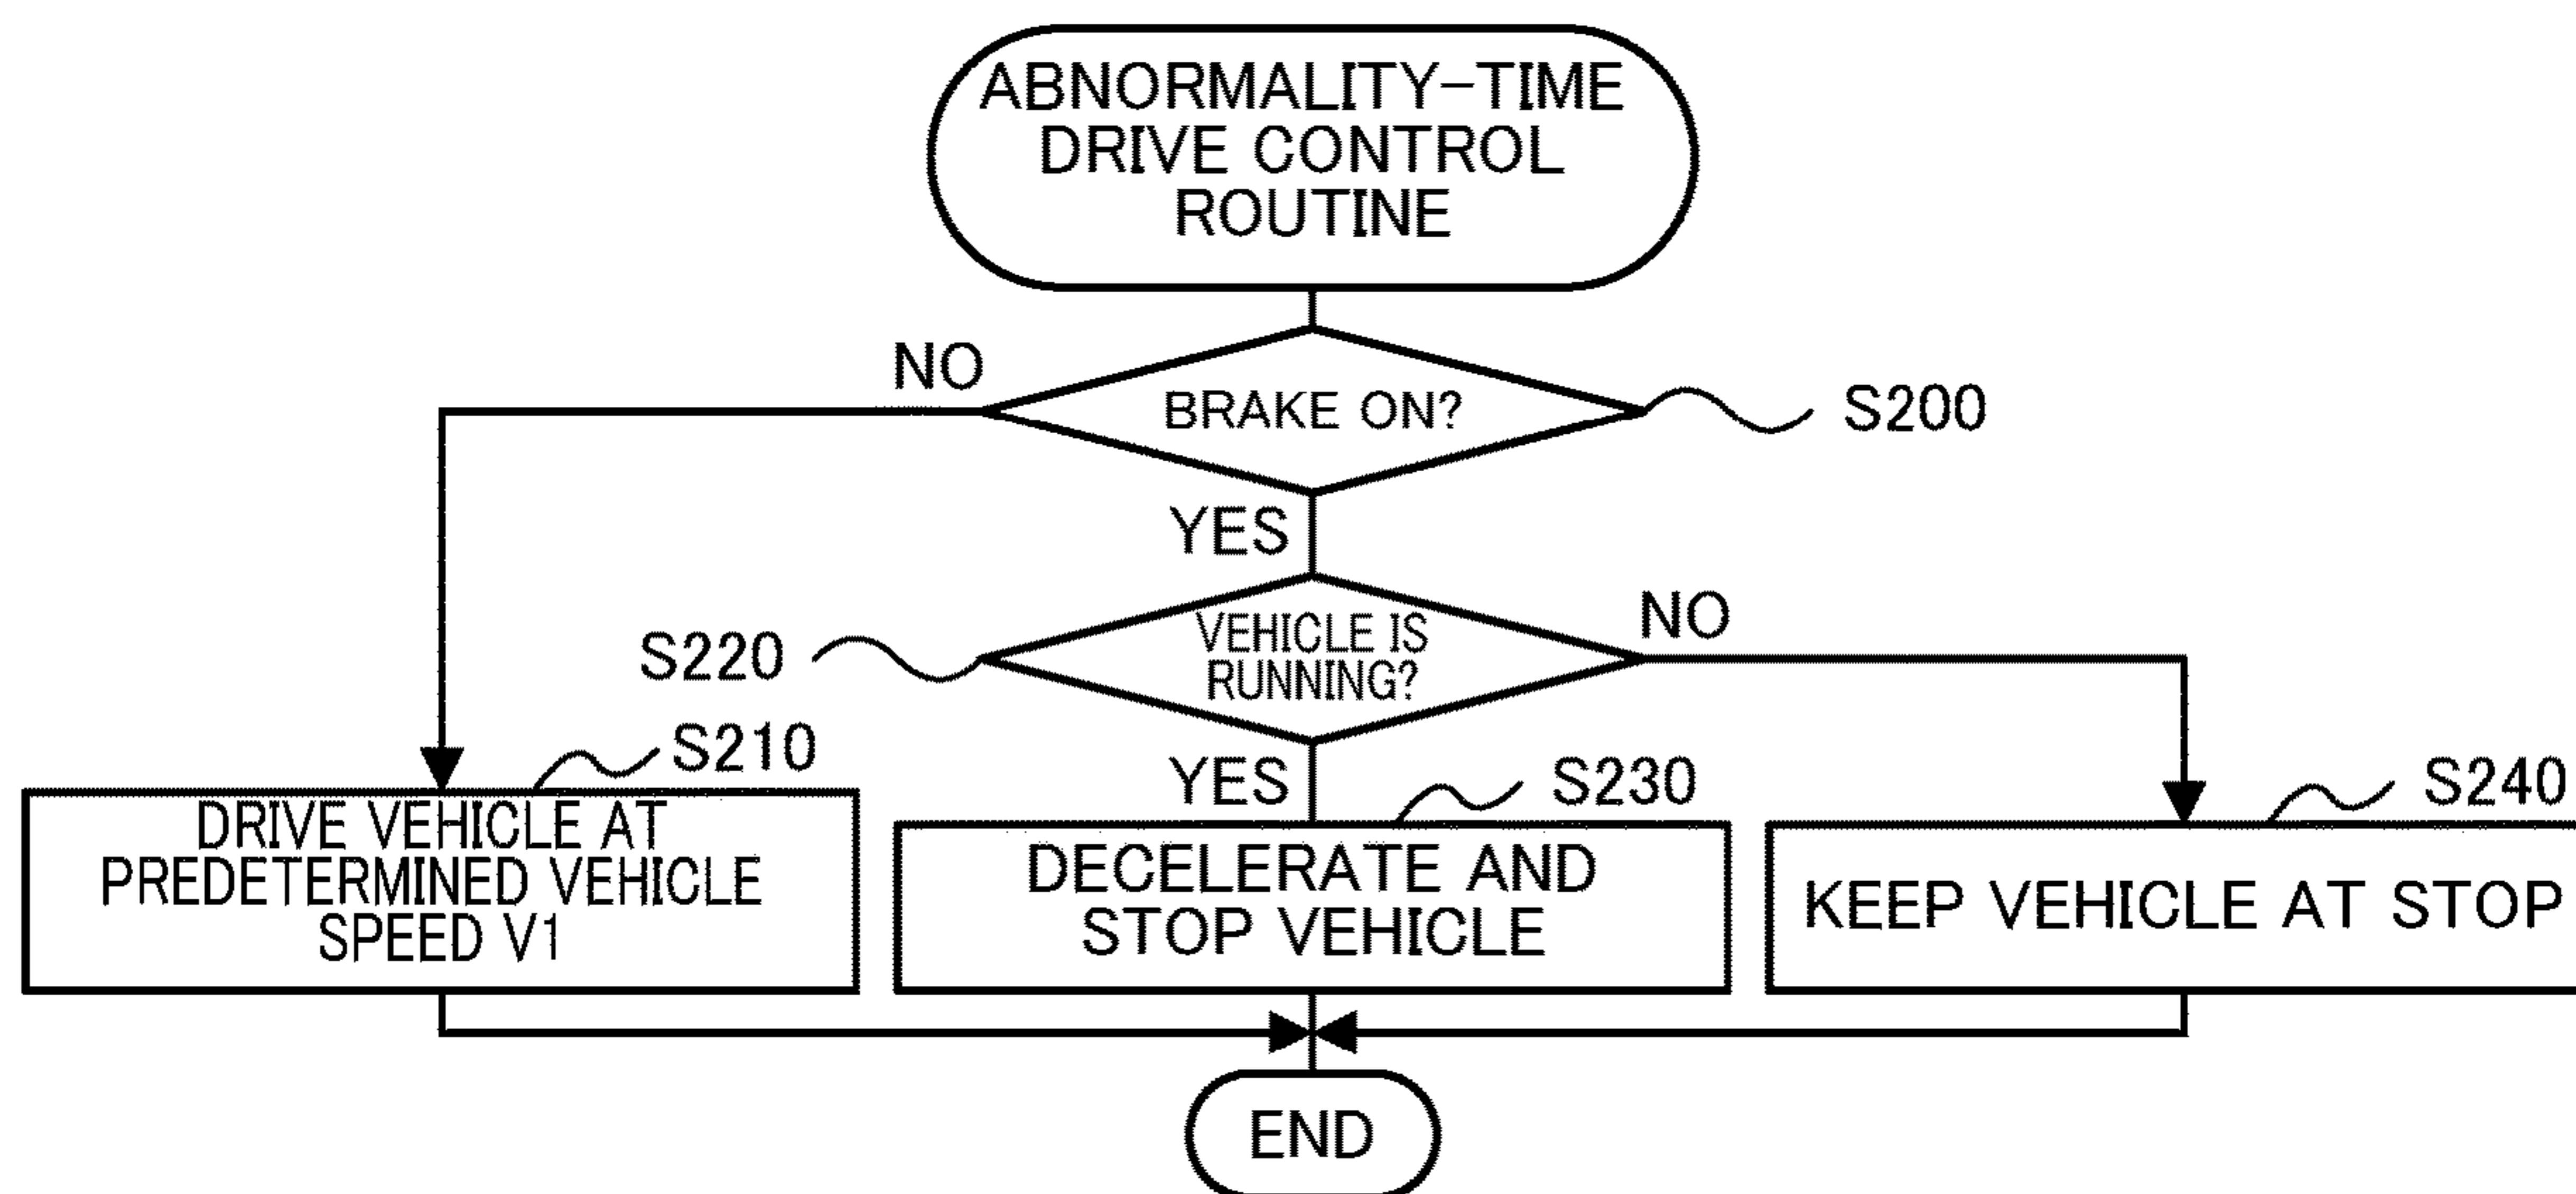 ABNORMALITY-TIME
DRIVE CONTROL
ROUTINE
NO
BRAKE ON?
S200
YES
S220
VEHICLE IS
RUNNING?
NO
S210
YES
S230
S240
DRIVE VEHICLE AT
PREDETERMINED VEHICLE
SPEED V1
DECELERATE AND
STOP VEHICLE
KEEP VEHICLE AT STOP
END